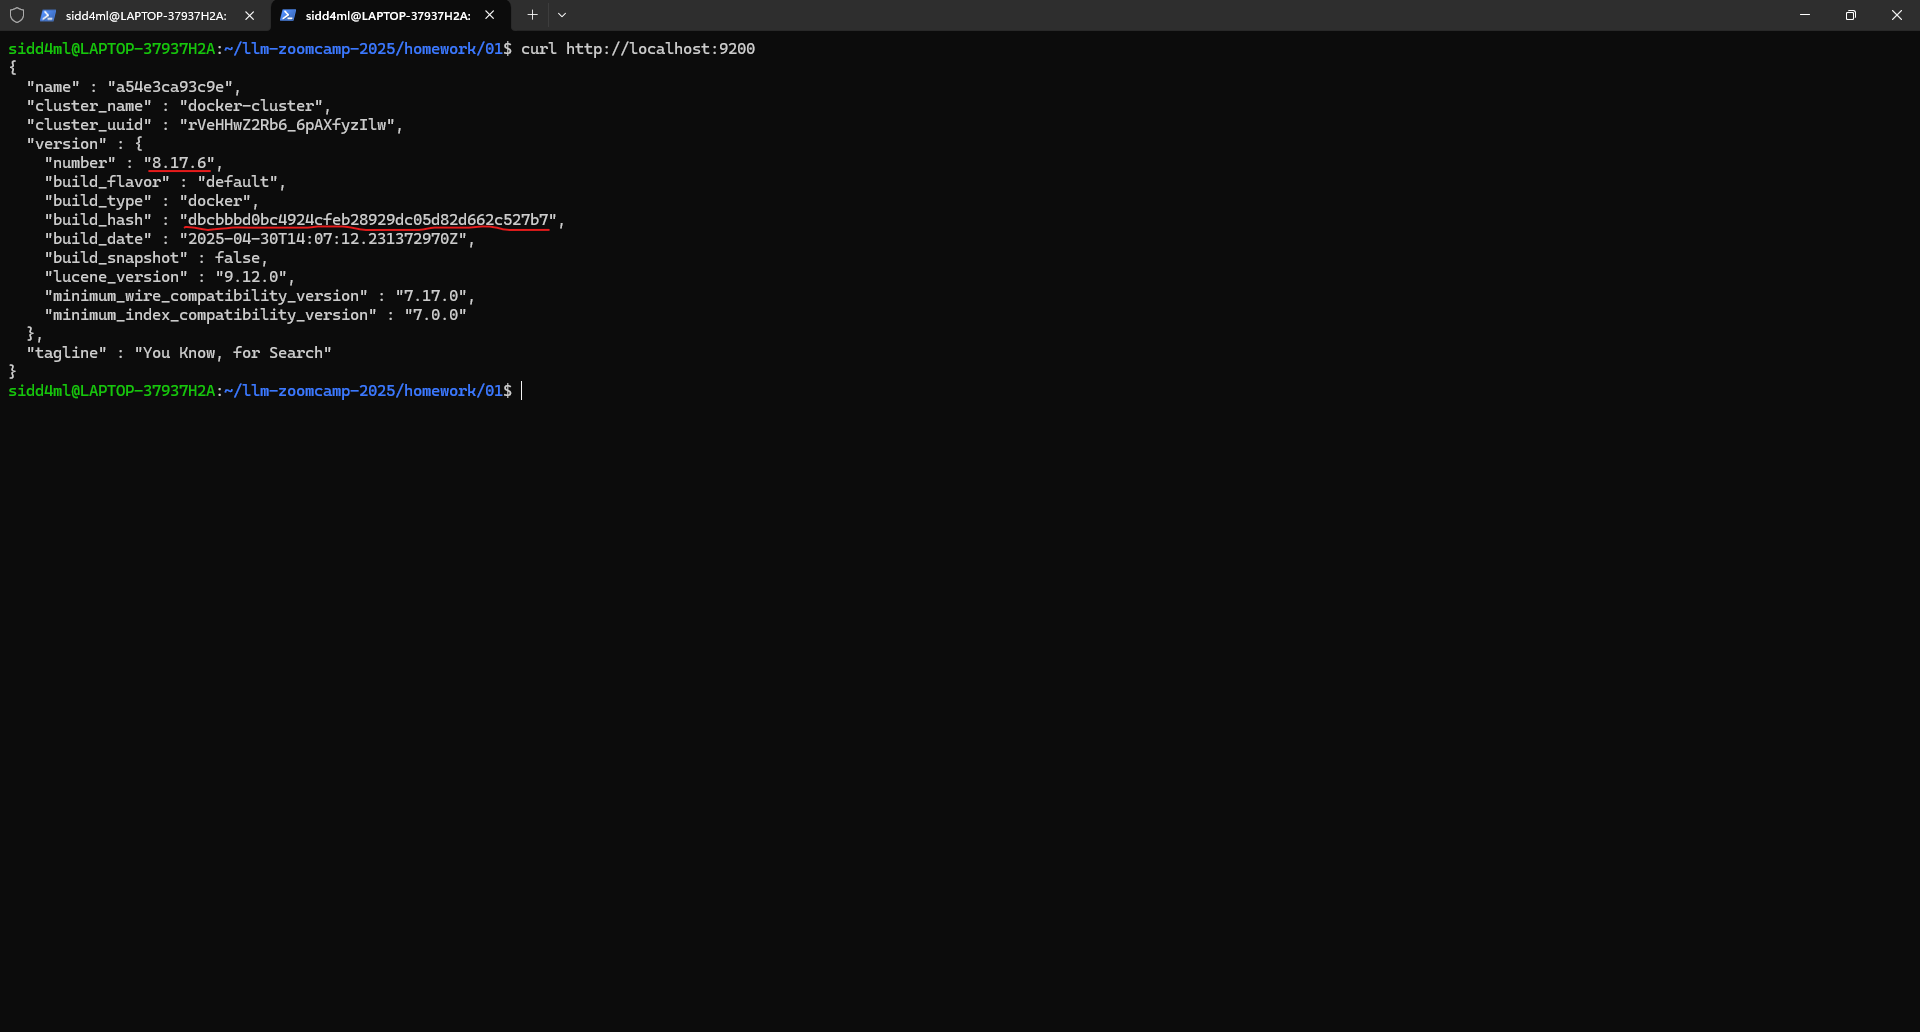 sidd4ml@LAPTOP-37937H2A:
sidd4ml@LAPTOP-37937H2A:
sidd4ml@LAPTOP-37937H2A:~/llm-zoomcamp-2025/homework/01$ curl http://localhost:9200
{
  "name" : "a54e3ca93c9e",
  "cluster_name" : "docker-cluster",
  "cluster_uuid" : "rVeHHwZ2Rb6_6pAXfyzIlw",
  "version" : {
    "number" : "8.17.6",
    "build_flavor" : "default",
    "build_type" : "docker",
    "build_hash" : "dbcbbbd0bc4924cfeb28929dc05d82d662c527b7",
    "build_date" : "2025-04-30T14:07:12.231372970Z",
    "build_snapshot" : false,
    "lucene_version" : "9.12.0",
    "minimum_wire_compatibility_version" : "7.17.0",
    "minimum_index_compatibility_version" : "7.0.0"
  },
  "tagline" : "You Know, for Search"
}
sidd4ml@LAPTOP-37937H2A:~/llm-zoomcamp-2025/homework/01$